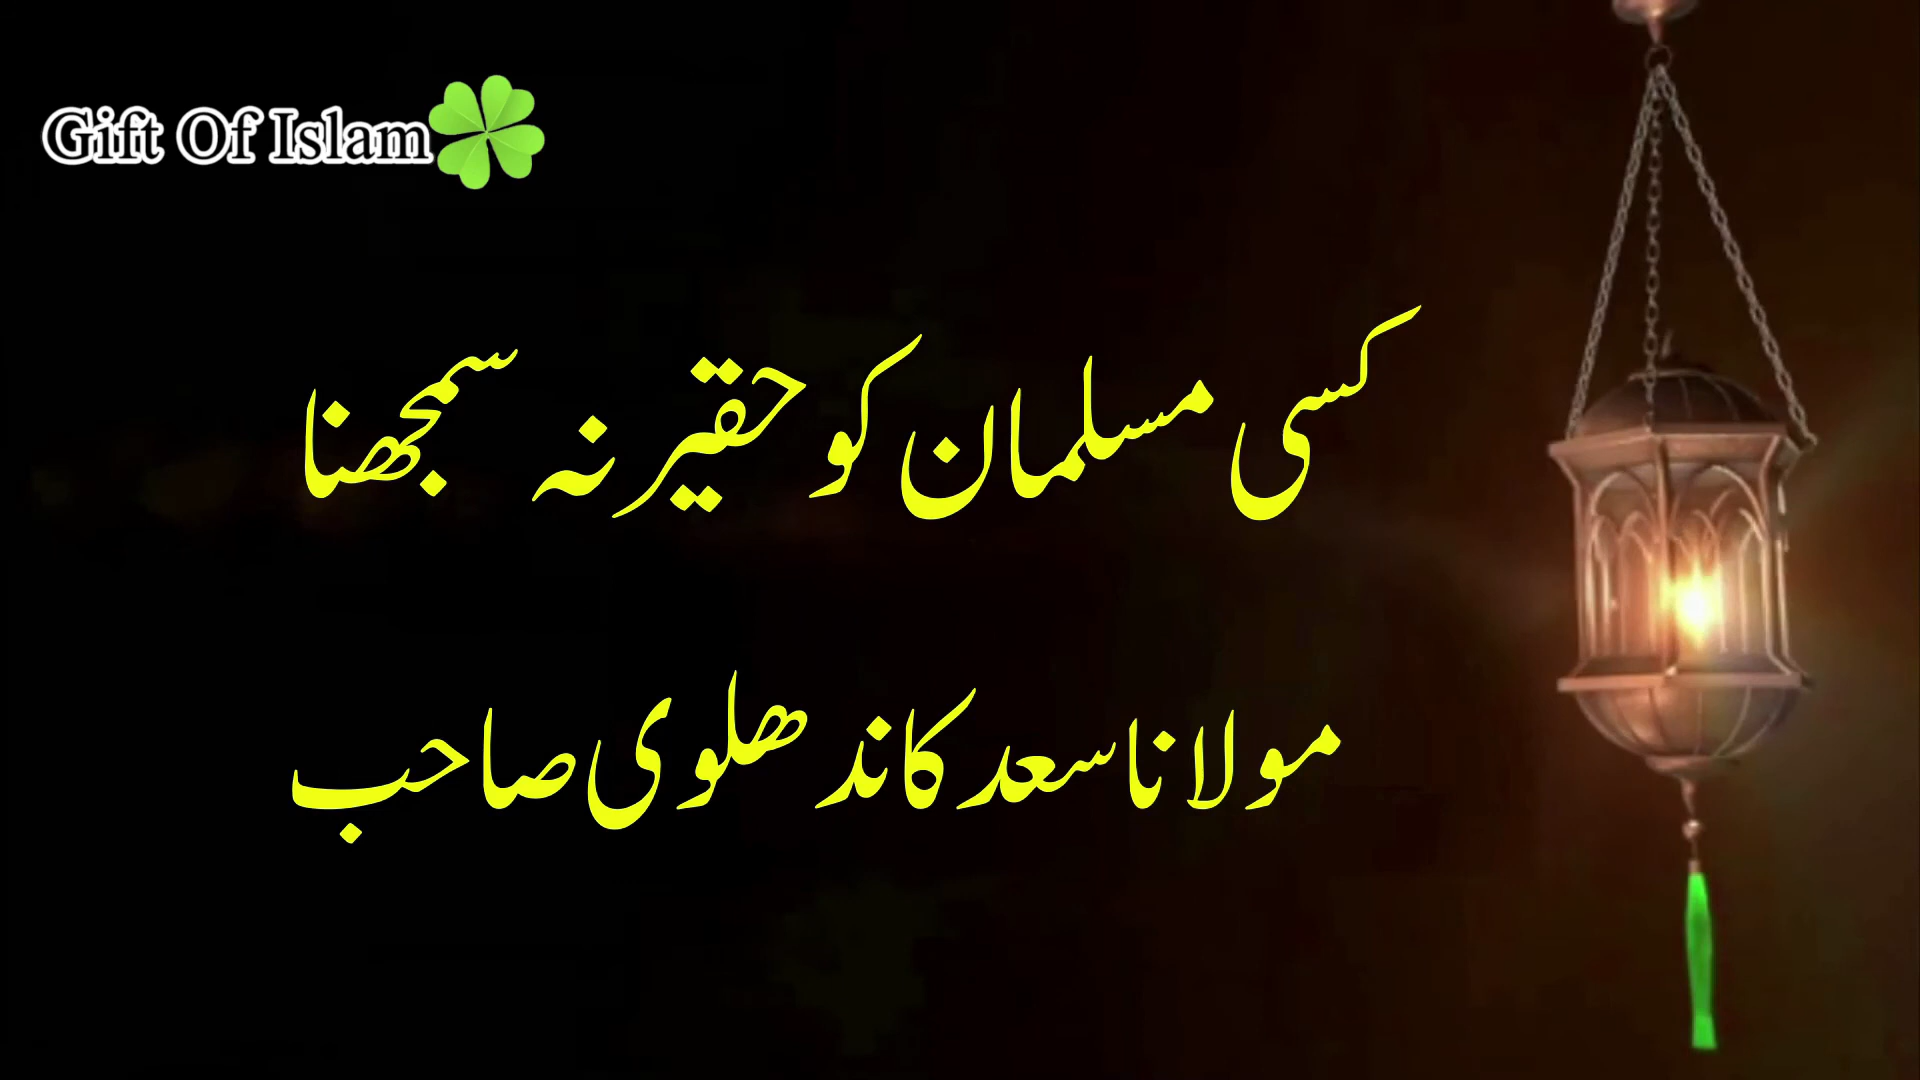 Gift Of Islam
کسی مسلمان کو حقیر نہ سمجھنا
مولانا سعد کاندھلوی صاحب